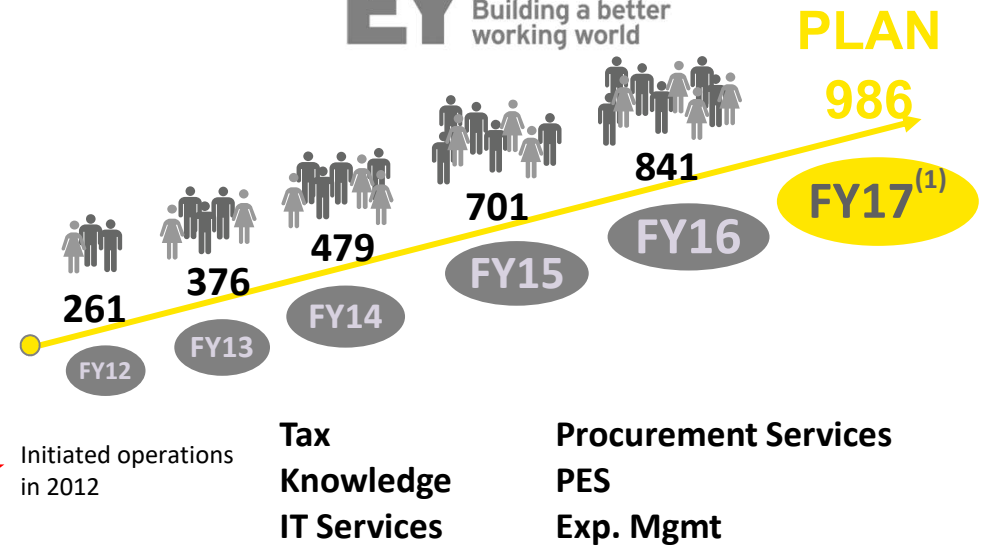 EY
Building a better
working world
PLAN
986
841
701
479
376
261
FY17(1)
FY16
FY15
FY14
FY13
FY12
Initiated operations
in 2012
Tax
Knowledge
IT Services
Procurement Services
PES
Exp. Mgmt